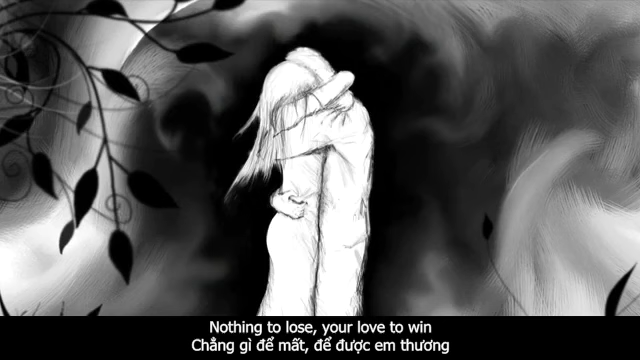 Nothing to lose, your love to win
Chẳng gì để mất, để được em thương